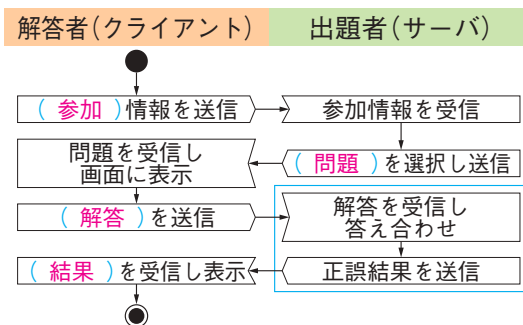 解答者(クライアント)
出題者(サーバ)
( 参加 )情報を送信
参加情報を受信
問題を受信し
画面に表示
( 問題 )を選択し送信
( 解答 )を送信
解答を受信し
答え合わせ
( 結果 )を受信し表示
正誤結果を送信